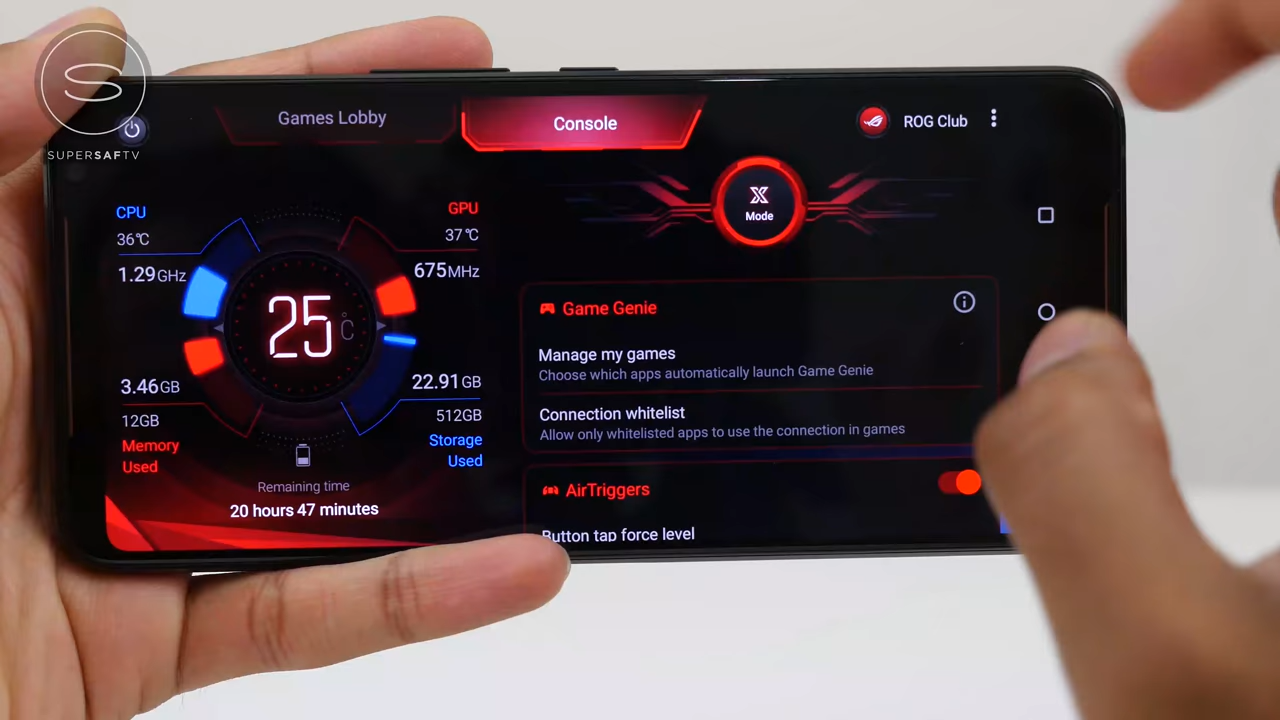 SUPERSAFTV
Games Lobby
Console
ROG Club
X
Mode
CPU
36°C
1.29GHz
GPU
37°C
675MHz
25°C
3.46GB
12GB
Memory
Used
22.91GB
512GB
Storage
Used
Remaining time
20 hours 47 minutes
Game Genie
Manage my games
Choose which apps automatically launch Game Genie
Connection whitelist
Allow only whitelisted apps to use the connection in games
AirTriggers
Button tap force level